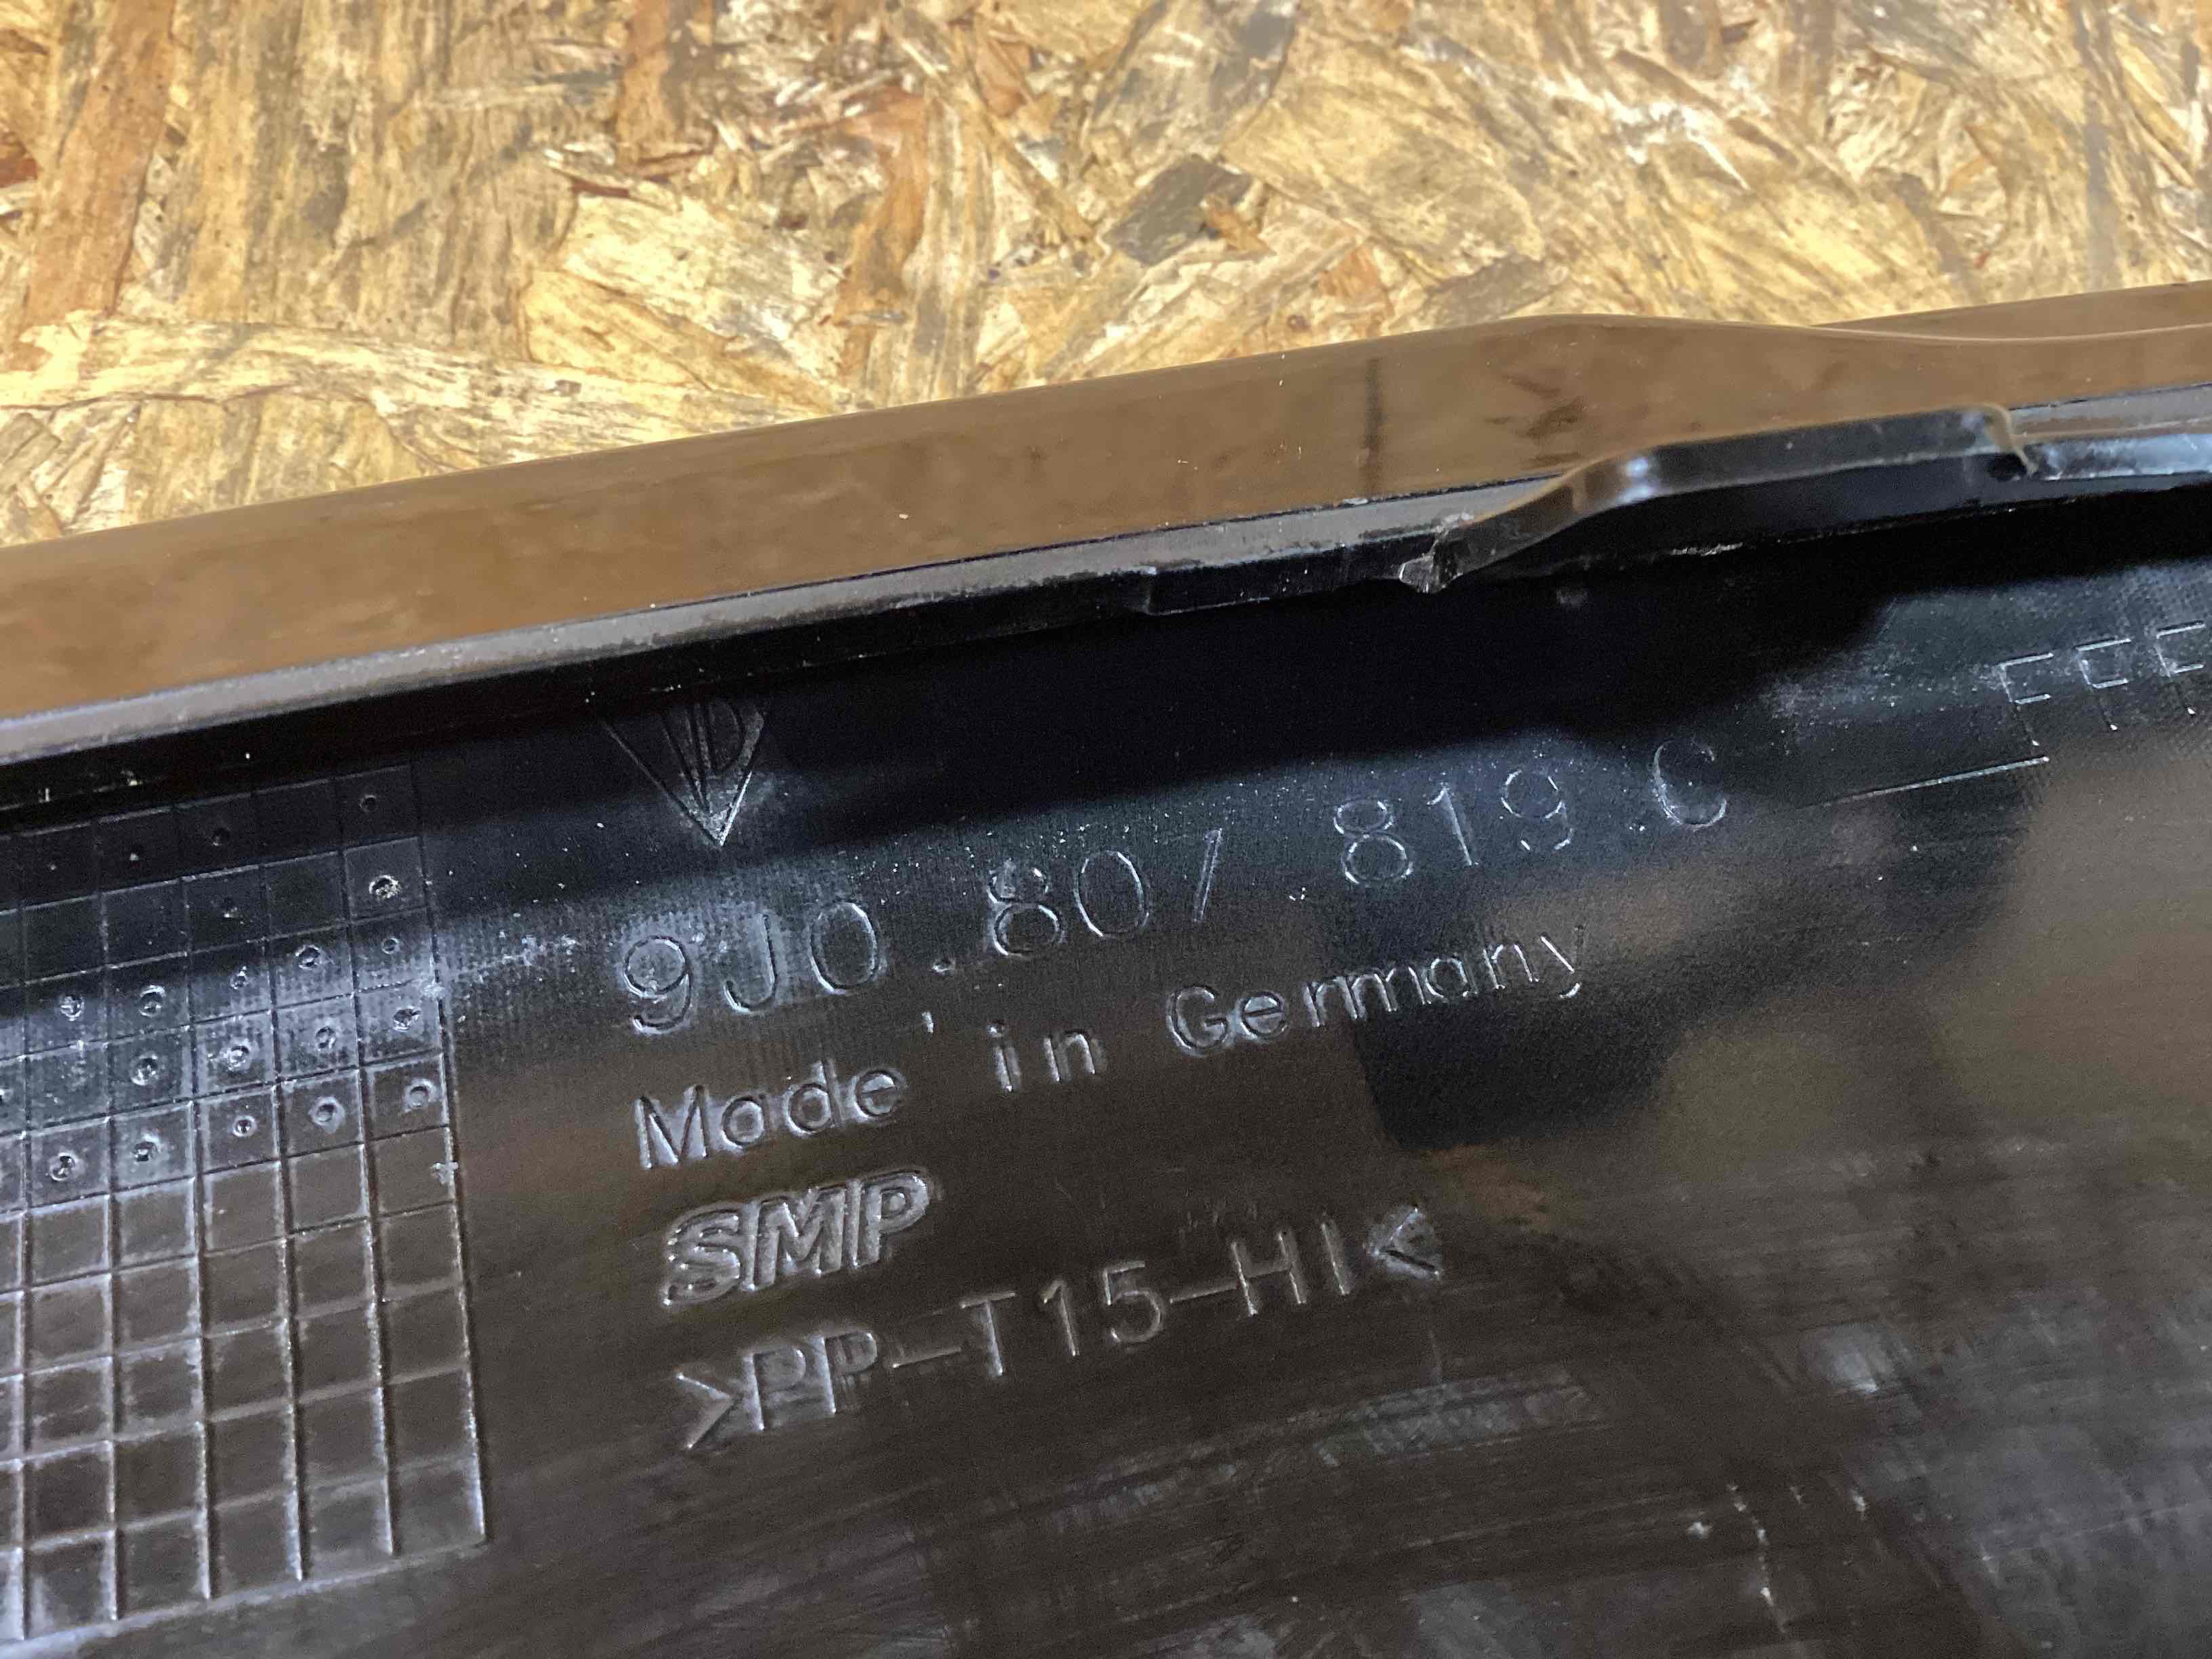 9J0.807 819 C
Made in Germany
SMP
>PP-T15-HI<